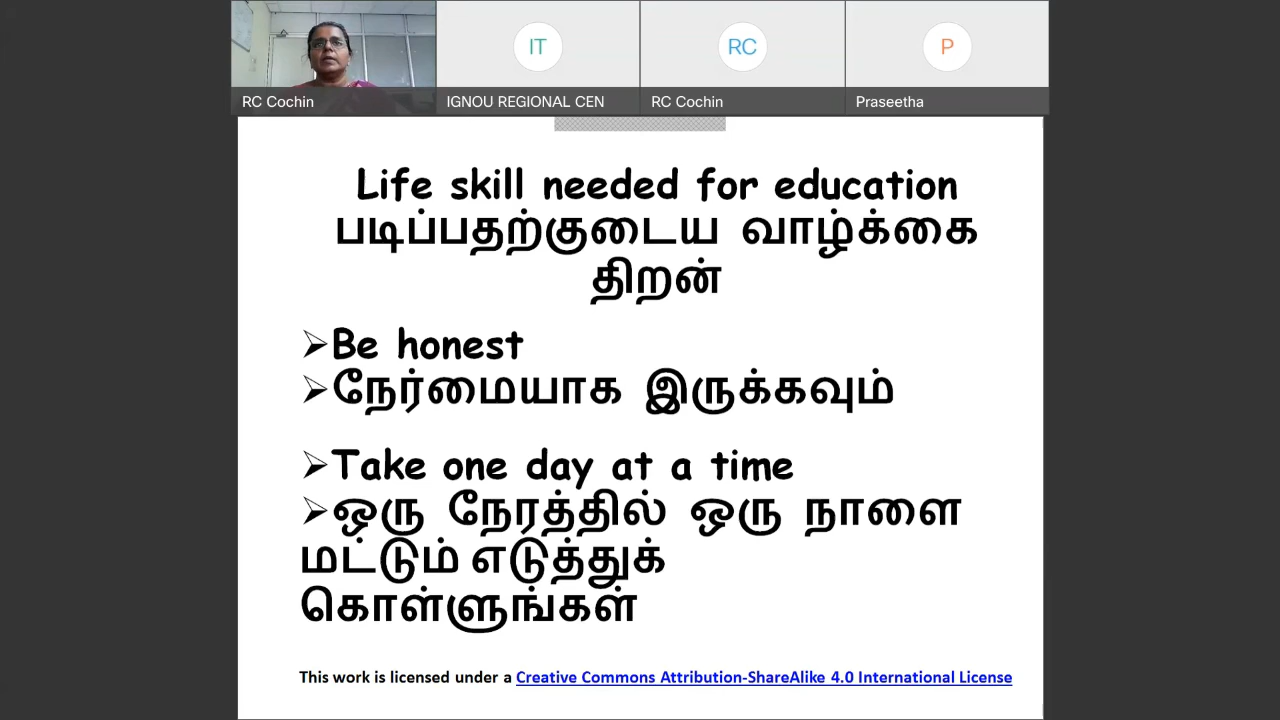 IT
RC
P
RC Cochin
IGNOU REGIONAL CEN
RC Cochin
Praseetha
Life skill needed for education
படிப்பதற்குடைய வாழ்க்கை
திறன்
➢Be honest
➢நேர்மையாக இருக்கவும்
➢Take one day at a time
➢ஒரு நேரத்தில் ஒரு நாளை
மட்டும் எடுத்துக்
கொள்ளுங்கள்
This work is licensed under a Creative Commons Attribution-ShareAlike 4.0 International License